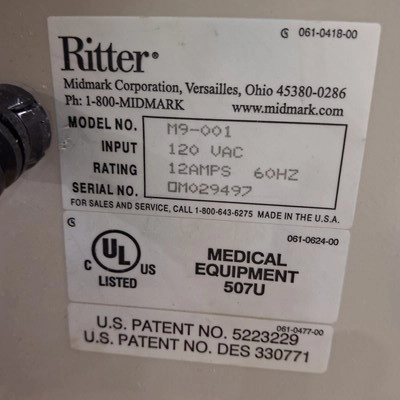 061-0418-00
Ritter®
Midmark Corporation, Versailles, Ohio 45380-0286
Ph: 1-800-MIDMARK www.midmark.com
MODEL NO. M9-001
INPUT 120 VAC
RATING 12AMPS 60HZ
SERIAL NO. 0M029497
FOR SALES AND SERVICE, CALL 1-800-643-6275 MADE IN THE U.S.A.
061-0624-00
C UL US
LISTED
MEDICAL
EQUIPMENT
507U
061-0477-00
U.S. PATENT NO. 5223229
U.S. PATENT NO. DES 330771